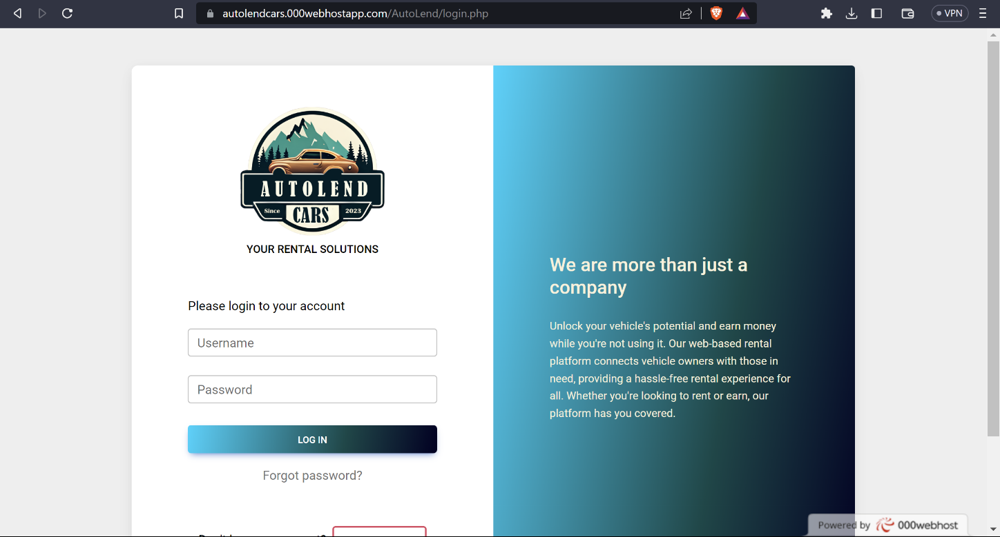 autolendcars.000webhostapp.com/AutoLend/login.php
VPN
AUTOLEND
Since CARS 2023
YOUR RENTAL SOLUTIONS
Please login to your account
Username
Password
LOG IN
Forgot password?
We are more than just a
company
Unlock your vehicle's potential and earn money
while you're not using it. Our web-based rental
platform connects vehicle owners with those in
need, providing a hassle-free rental experience for
all. Whether you're looking to rent or earn, our
platform has you covered.
Powered by 000webhost